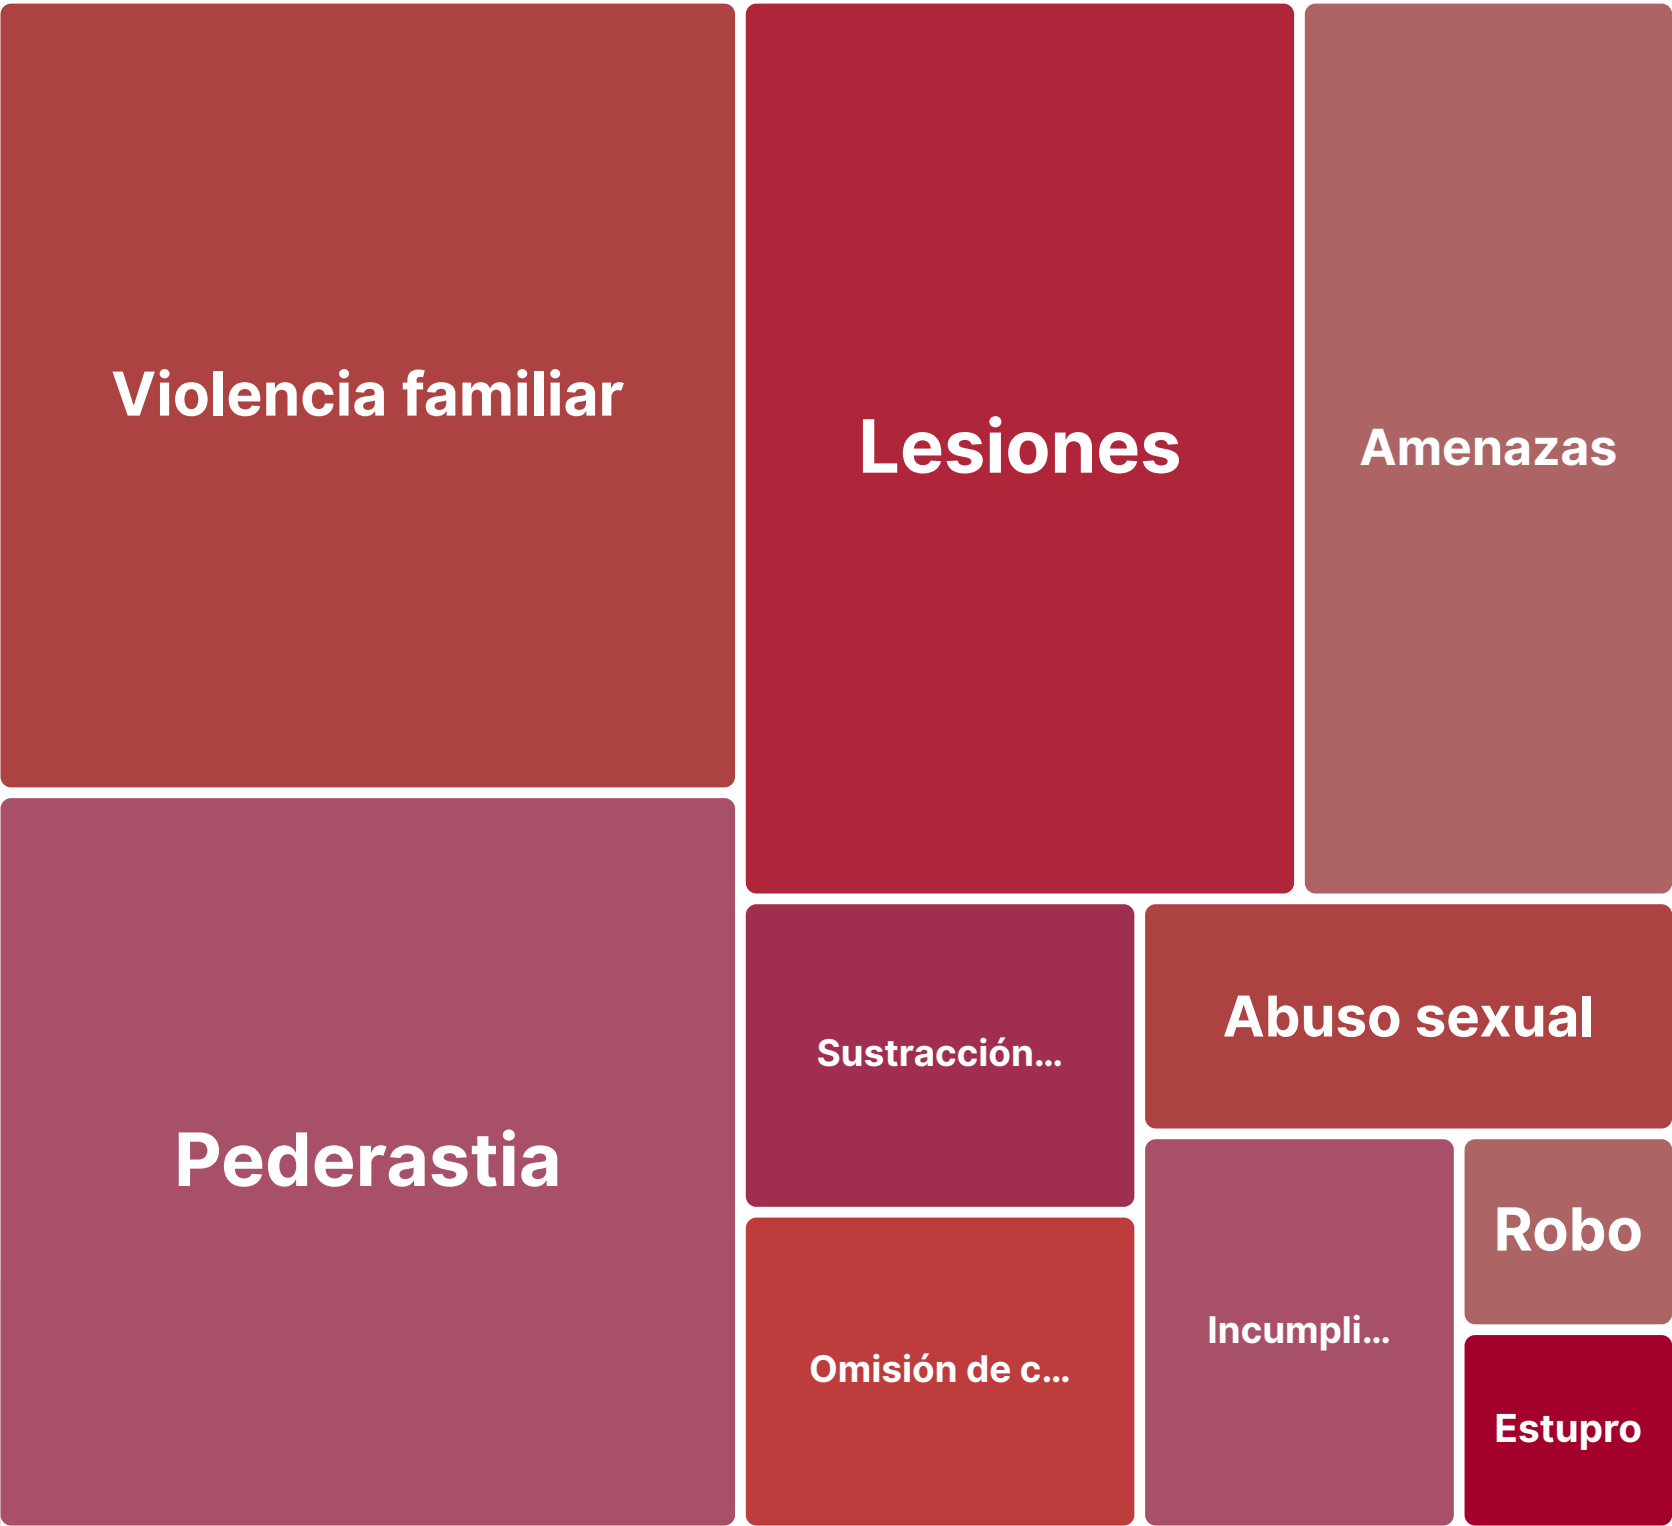 Violencia familiar
Lesiones
Amenazas
Pederastia
Sustracción...
Abuso sexual
Omisión de c...
Incumpli...
Robo
Estupro